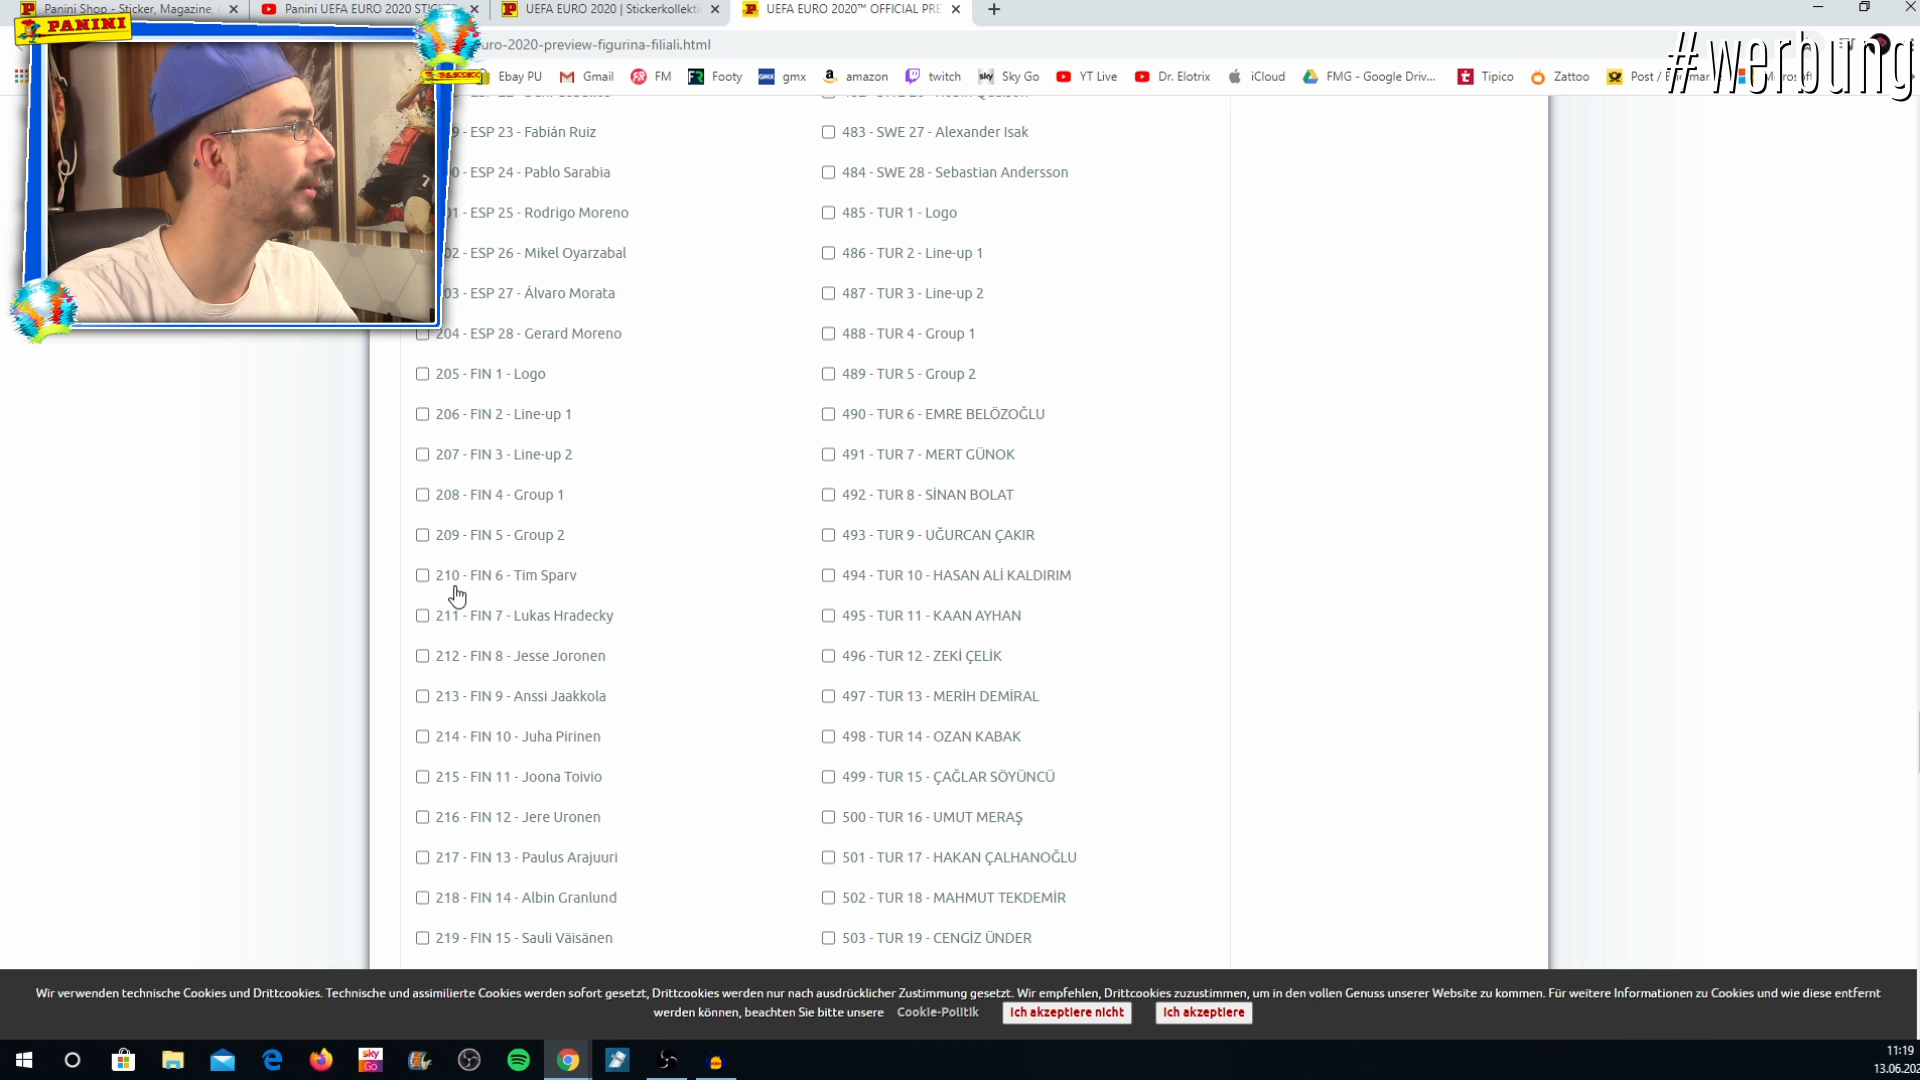 Panini Shop - Sticker, Magazine,
Panini UEFA EURO 2020 STICKER
UEFA EURO 2020 | Stickerkollekti
UEFA EURO 2020™ OFFICIAL PRE
PANINI
uro-2020-preview-figurina-filiali.html
#werbung
Ebay PU
Gmail
FM
Footy
gmx
amazon
twitch
Sky Go
YT Live
Dr. Elotrix
iCloud
FMG - Google Driv...
Tipico
Zattoo
9 - ESP 23 - Fabián Ruiz
483 - SWE 27 - Alexander Isak
0 - ESP 24 - Pablo Sarabia
484 - SWE 28 - Sebastian Andersson
01 - ESP 25 - Rodrigo Moreno
485 - TUR 1 - Logo
02 - ESP 26 - Mikel Oyarzabal
486 - TUR 2 - Line-up 1
03 - ESP 27 - Álvaro Morata
487 - TUR 3 - Line-up 2
204 - ESP 28 - Gerard Moreno
488 - TUR 4 - Group 1
205 - FIN 1 - Logo
489 - TUR 5 - Group 2
206 - FIN 2 - Line-up 1
490 - TUR 6 - EMRE BELÖZOĞLU
207 - FIN 3 - Line-up 2
491 - TUR 7 - MERT GÜNOK
208 - FIN 4 - Group 1
492 - TUR 8 - SİNAN BOLAT
209 - FIN 5 - Group 2
493 - TUR 9 - UĞURCAN ÇAKIR
210 - FIN 6 - Tim Sparv
494 - TUR 10 - HASAN ALİ KALDIRIM
211 - FIN 7 - Lukas Hradecky
495 - TUR 11 - KAAN AYHAN
212 - FIN 8 - Jesse Joronen
496 - TUR 12 - ZEKİ ÇELİK
213 - FIN 9 - Anssi Jaakkola
497 - TUR 13 - MERİH DEMİRAL
214 - FIN 10 - Juha Pirinen
498 - TUR 14 - OZAN KABAK
215 - FIN 11 - Joona Toivio
499 - TUR 15 - ÇAĞLAR SÖYÜNCÜ
216 - FIN 12 - Jere Uronen
500 - TUR 16 - UMUT MERAŞ
217 - FIN 13 - Paulus Arajuuri
501 - TUR 17 - HAKAN ÇALHANOĞLU
218 - FIN 14 - Albin Granlund
502 - TUR 18 - MAHMUT TEKDEMİR
219 - FIN 15 - Sauli Väisänen
503 - TUR 19 - CENGİZ ÜNDER
Wir verwenden technische Cookies und Drittcookies. Technische und assimilierte Cookies werden sofort gesetzt, Drittcookies werden nur nach ausdrücklicher Zustimmung gesetzt. Wir empfehlen, Drittcookies zuzustimmen, um in den vollen Genuss unserer Website zu kommen. Für weitere Informationen zu Cookies und wie diese entfernt
werden können, beachten Sie bitte unsere Cookie-Politik Ich akzeptiere nicht Ich akzeptiere
sky
Go
11:19
13.06.202